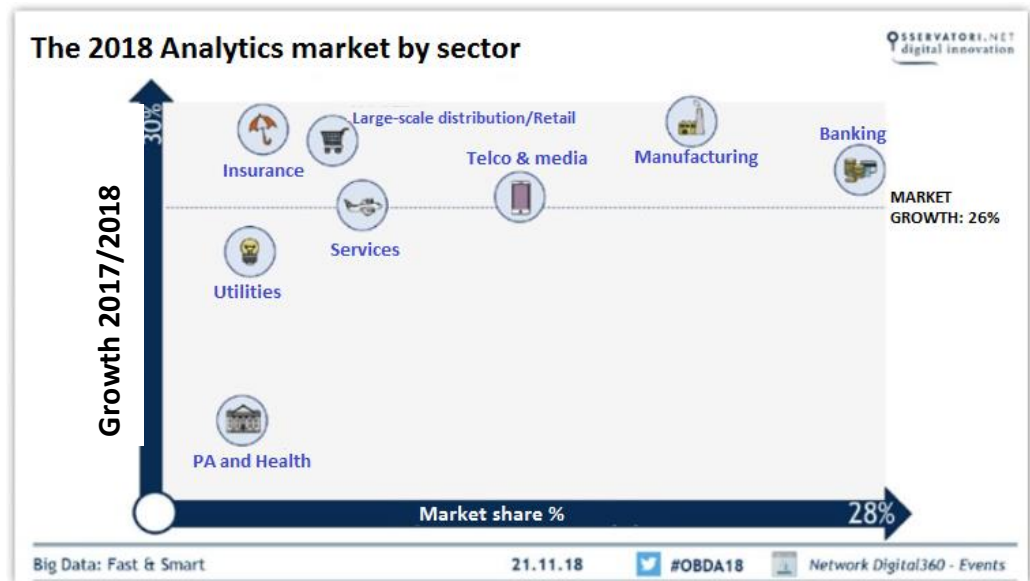 The 2018 Analytics market by sector
OSSERVATORI.NET
digital innovation
30%
Growth 2017/2018
Large-scale distribution/Retail
Insurance
Telco & media
Manufacturing
Banking
MARKET
GROWTH: 26%
Services
Utilities
PA and Health
Market share %
28%
Big Data: Fast & Smart
21.11.18
#OBDA18
Network Digital360 - Events